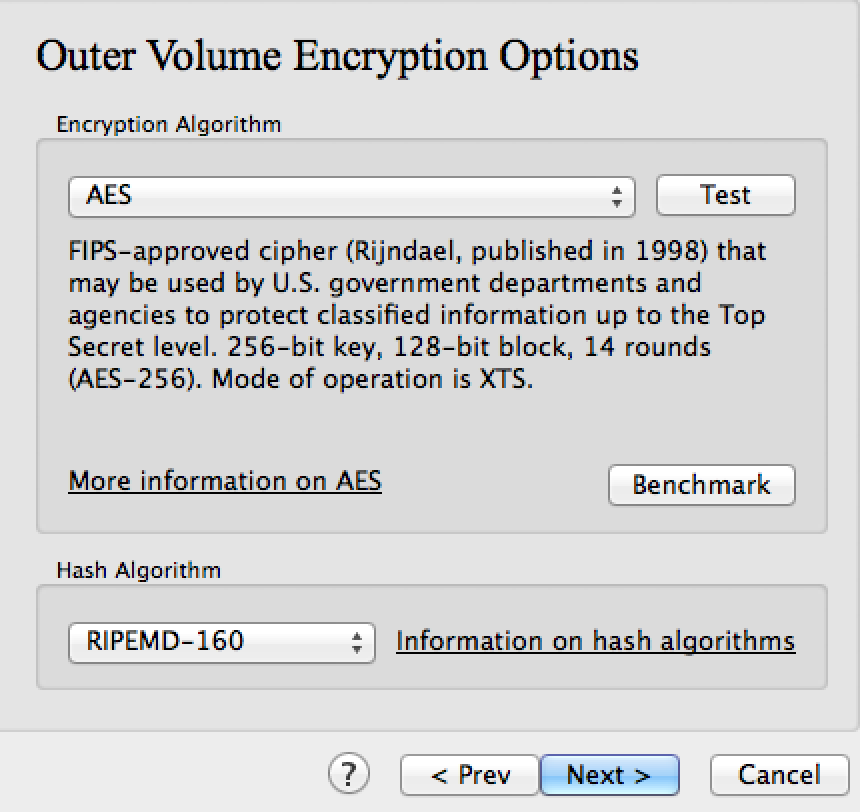 Outer Volume Encryption Options
Encryption Algorithm
AES
Test
FIPS-approved cipher (Rijndael, published in 1998) that
may be used by U.S. government departments and
agencies to protect classified information up to the Top
Secret level. 256-bit key, 128-bit block, 14 rounds
(AES-256). Mode of operation is XTS.
More information on AES
Benchmark
Hash Algorithm
RIPEMD-160
Information on hash algorithms
?
< Prev
Next >
Cancel